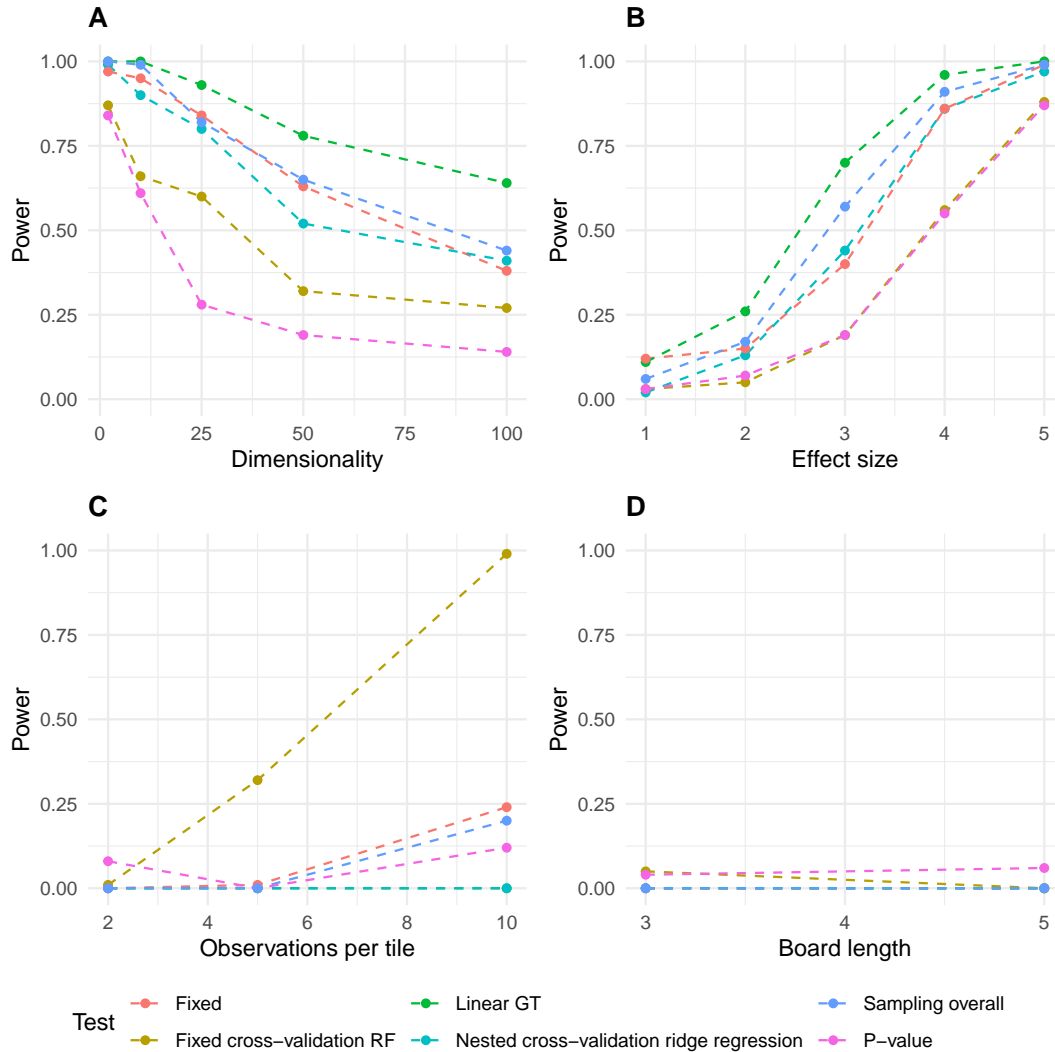 A
1.00
0.75
0.50
0.25
0.00
Power
0 25 50 75 100
Dimensionality
B
1.00
0.75
0.50
0.25
0.00
Power
1 2 3 4 5
Effect size
C
1.00
0.75
0.50
0.25
0.00
Power
2 4 6 8 10
Observations per tile
D
1.00
0.75
0.50
0.25
0.00
Power
3 4 5
Board length
Test
Fixed
Linear GT
Sampling overall
Fixed cross−validation RF
Nested cross−validation ridge regression
P−value